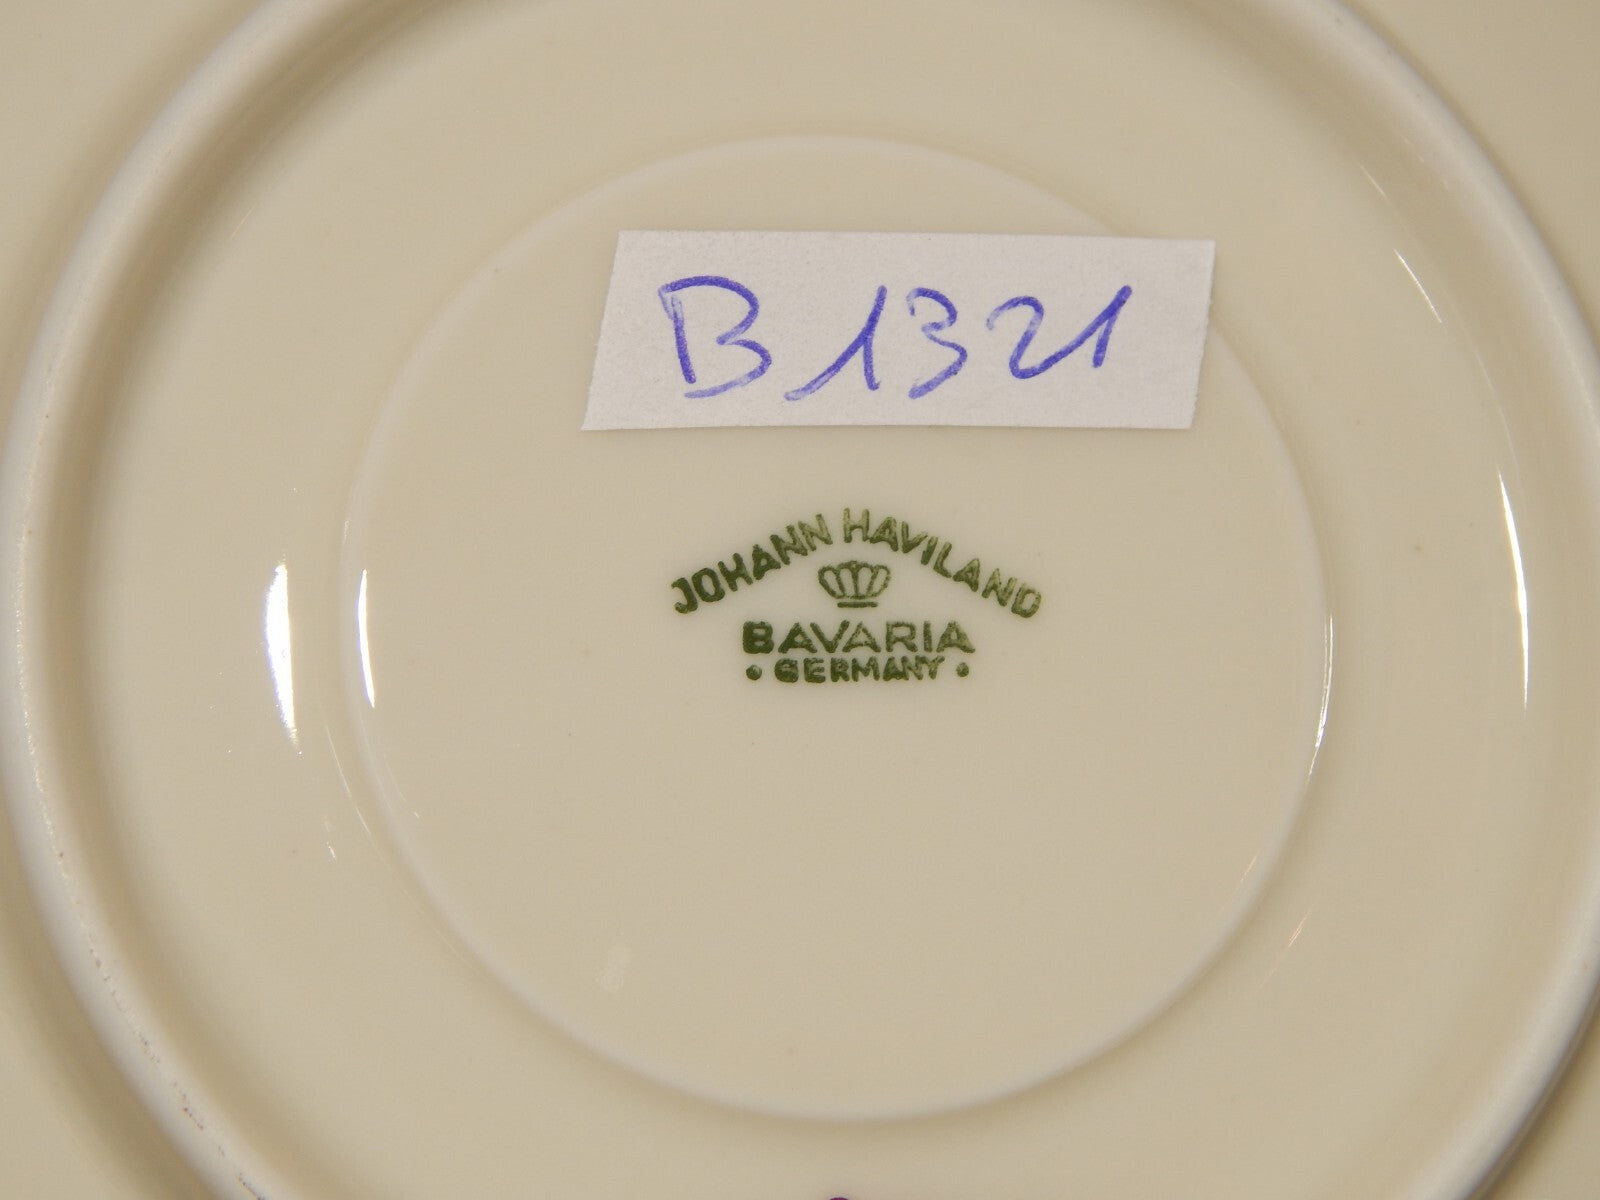 B1321
JOHANN HAVILAND
BAVARIA
• GERMANY •